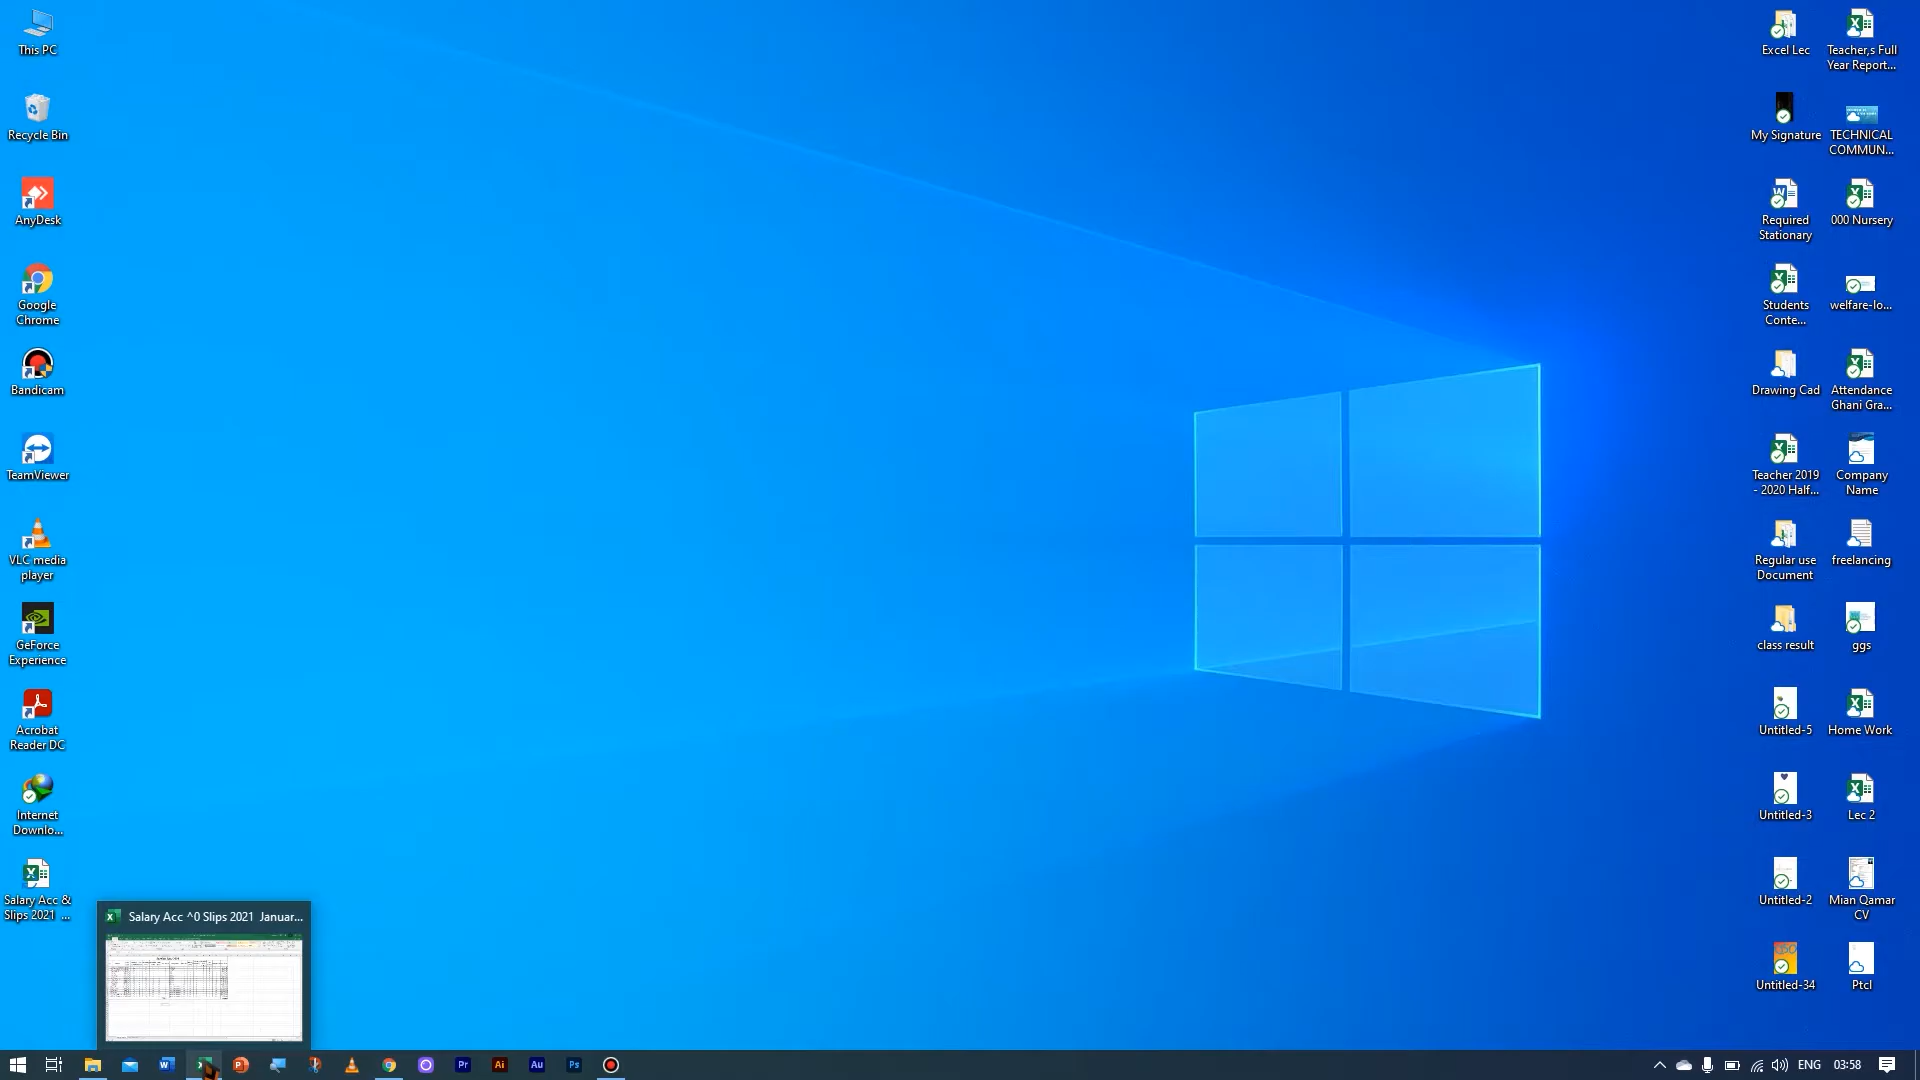 This PC
Recycle Bin
AnyDesk
Google
Chrome
Bandicam
TeamViewer
VLC media
player
GeForce
Experience
Acrobat
Reader DC
Internet
Downlo...
Salary Acc &
Slips 2021 ...
Salary Acc ^0 Slips 2021 Januar...
Excel Lec
My Signature
Required
Stationary
Students
Conte...
Drawing Cad
Teacher 2019
- 2020 Half...
Regular use
Document
class result
Untitled-5
Untitled-3
Untitled-2
Untitled-34
Teacher,s Full
Year Report...
TECHNICAL
COMMUN...
000 Nursery
welfare-lo...
Attendance
Ghani Gra...
Company
Name
freelancing
ggs
Home Work
Lec 2
Mian Qamar
CV
Ptcl
Pr
Ai
Au
Ps
ENG
03:58